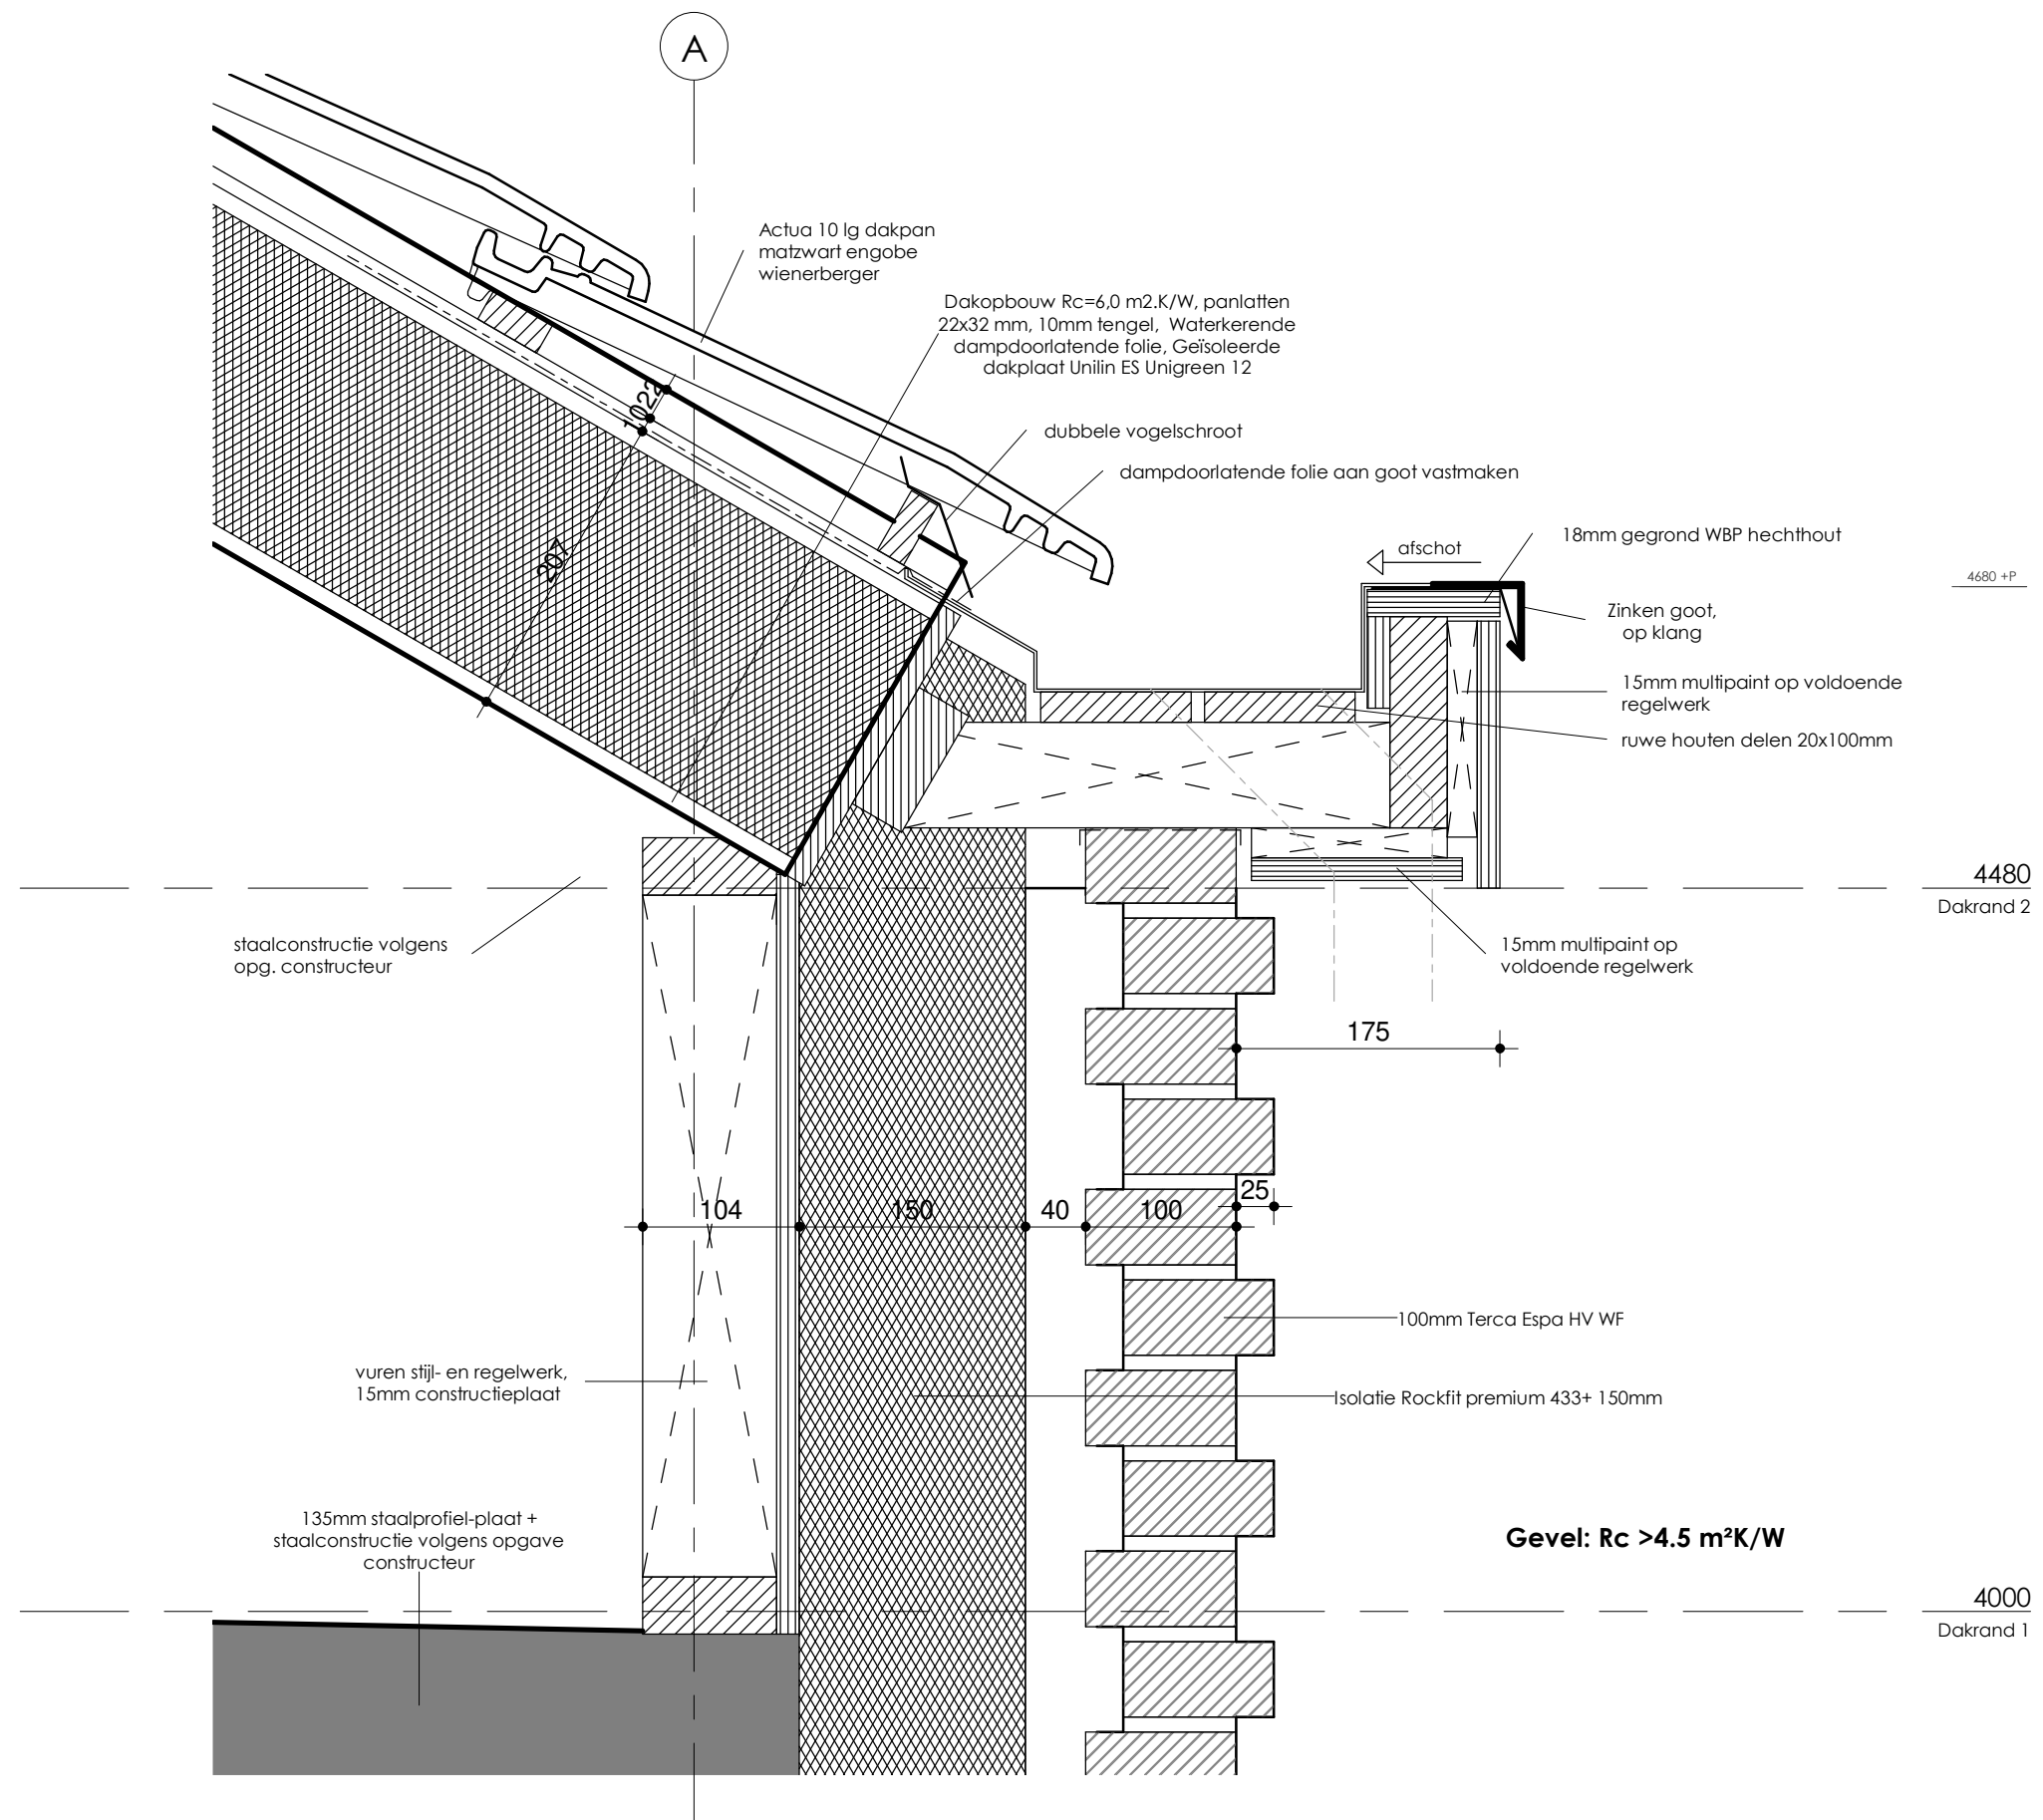 A
Actua 10 lg dakpan
matzwart engobe
wienerberger
Dakopbouw Rc=6,0 m2.K/W, panlatten
22x32 mm, 10mm tengel, Waterkerende
dampdoorlatende folie, Geïsoleerde
dakplaat Unilin ES Unigreen 12
1022
dubbele vogelschroot
dampdoorlatende folie aan goot vastmaken
207
afschot
18mm gegrond WBP hechthout
4680 +P
Zinken goot,
op klang
15mm multipaint op voldoende
regelwerk
ruwe houten delen 20x100mm
4480
Dakrand 2
staalconstructie volgens
opg. constructeur
15mm multipaint op
voldoende regelwerk
175
104
150
40
100
25
100mm Terca Espa HV WF
vuren stijl- en regelwerk,
15mm constructieplaat
Isolatie Rockfit premium 433+ 150mm
135mm staalprofiel-plaat +
staalconstructie volgens opgave
constructeur
Gevel: Rc >4.5 m²K/W
4000
Dakrand 1